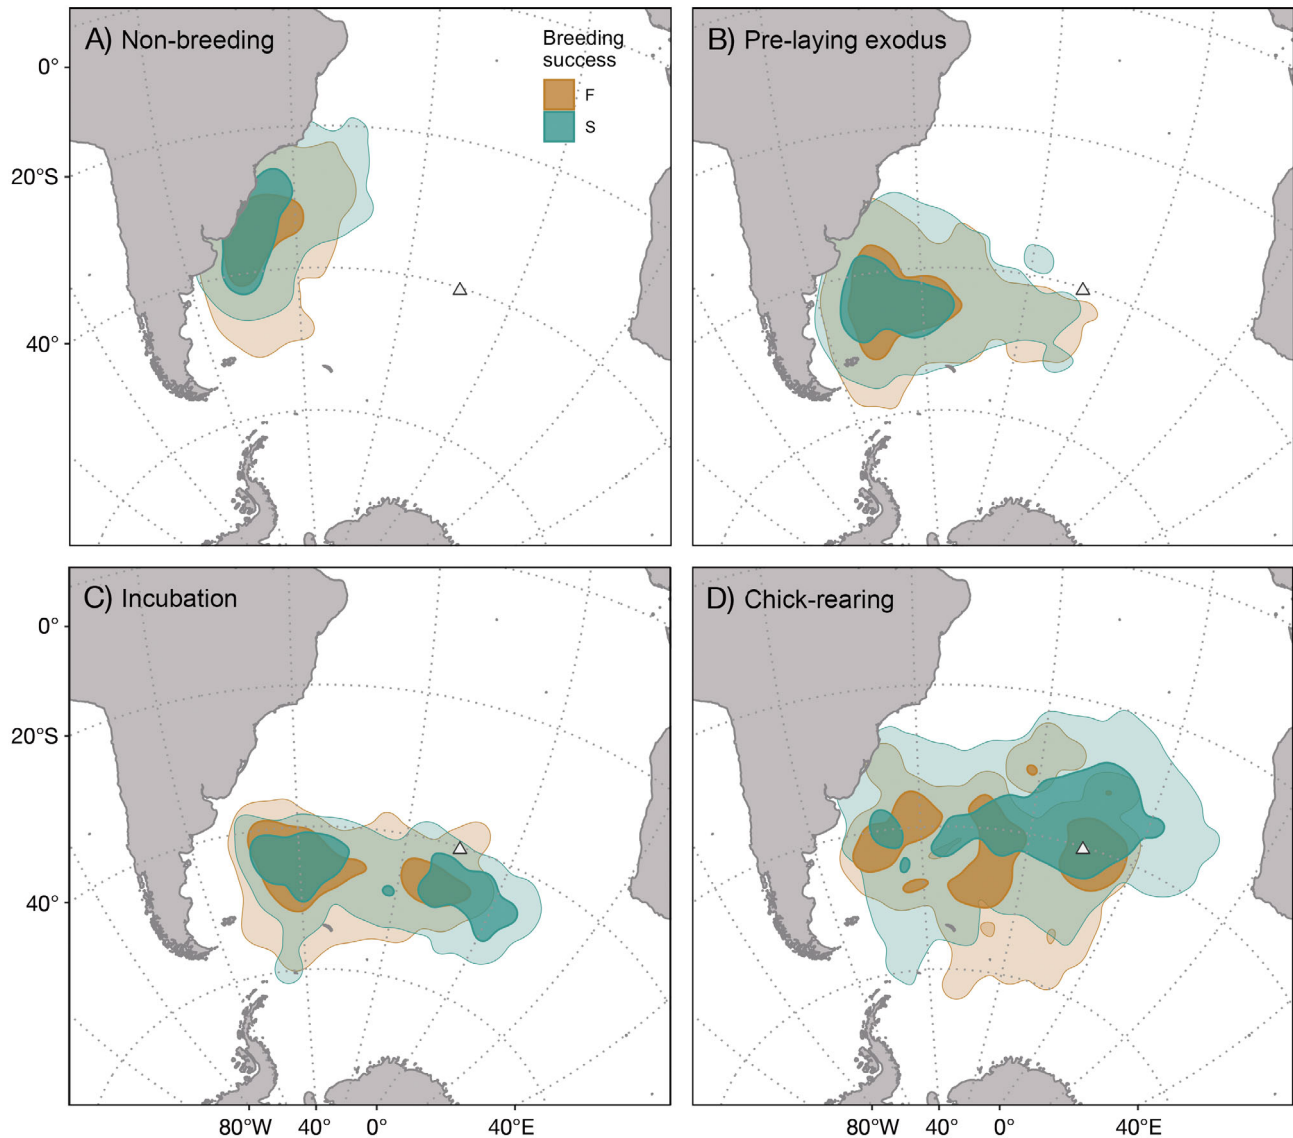 A) Non-breeding
Breeding
success
F
S
B) Pre-laying exodus
0°
20°S
40°
C) Incubation
D) Chick-rearing
0°
20°S
40°
80°W 40° 0° 40°E
80°W 40° 0° 40°E